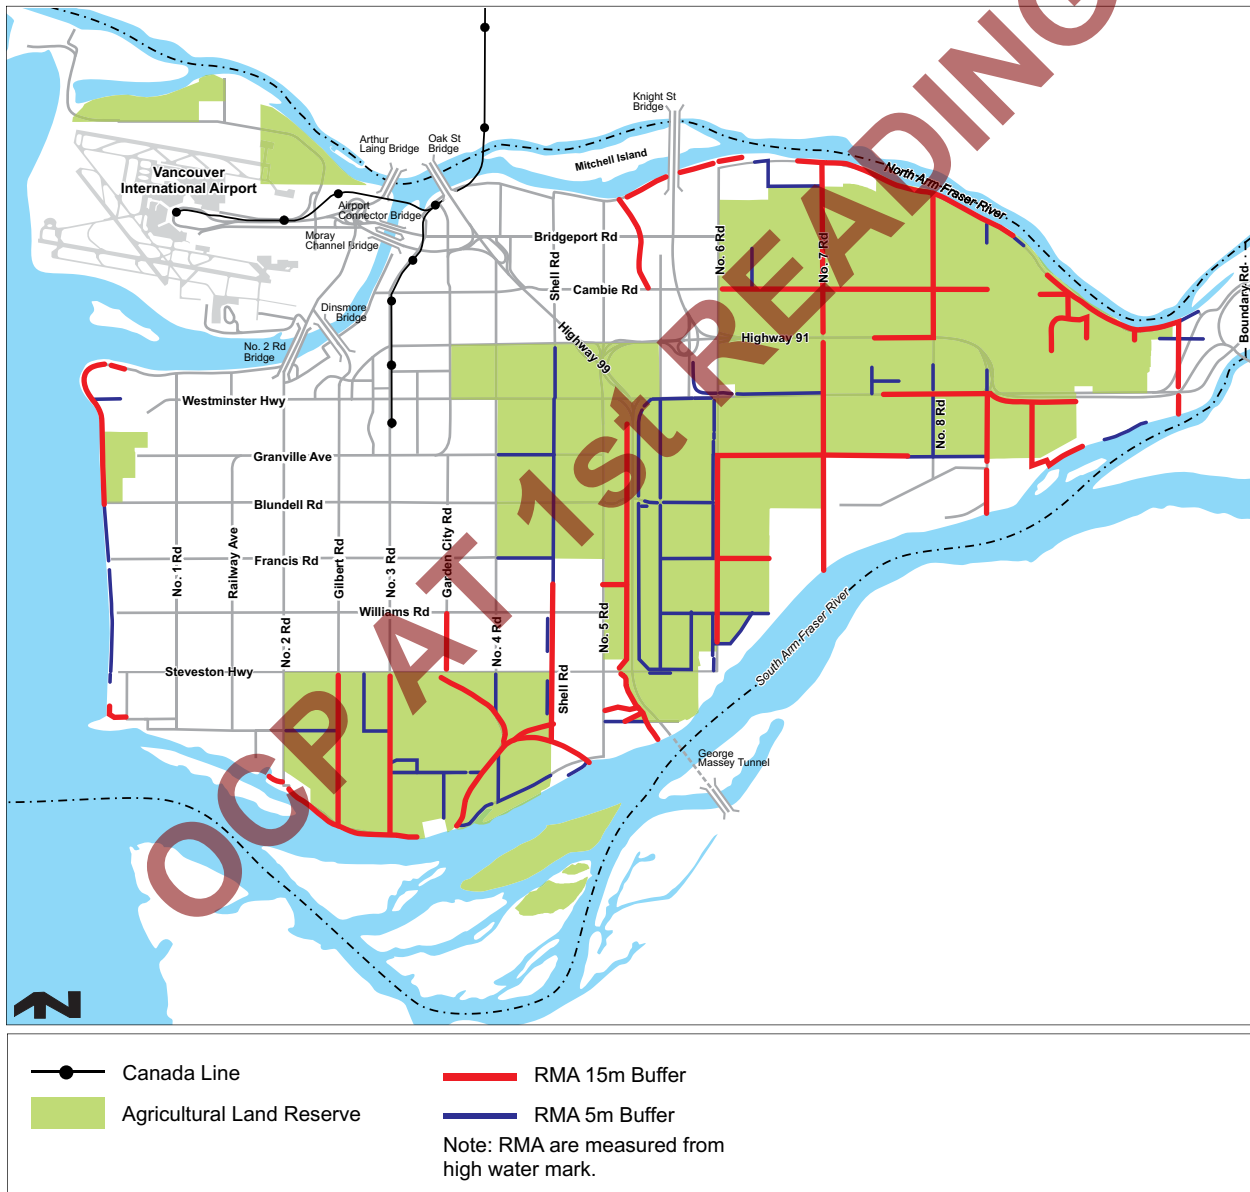 Knight St
Bridge
Arthur
Laing Bridge
Oak St
Bridge
Mitchell Island
Vancouver
International Airport
North Arm Fraser River
Airport
Connector Bridge
Moray
Channel Bridge
Bridgeport Rd
Shell Rd
No. 6 Rd
No. 7 Rd
Boundary Rd
Cambie Rd
Dinsmore
Bridge
No. 2 Rd
Bridge
Highway 99
Highway 91
Westminster Hwy
No. 8 Rd
Granville Ave
Blundell Rd
Francis Rd
No. 1 Rd
Railway Ave
Gilbert Rd
No. 3 Rd
Garden City Rd
Williams Rd
No. 2 Rd
No. 4 Rd
No. 5 Rd
Shell Rd
Steveston Hwy
South Arm Fraser River
George
Massey Tunnel
OCP AT 1st READING
N
Canada Line
Agricultural Land Reserve
RMA 15m Buffer
RMA 5m Buffer
Note: RMA are measured from
high water mark.